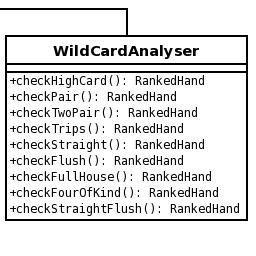 WildCardAnalyser
+checkHighCard(): RankedHand
+checkPair(): RankedHand
+checkTwoPair(): RankedHand
+checkTrips(): RankedHand
+checkStraight(): RankedHand
+checkFlush(): RankedHand
+checkFullHouse(): RankedHand
+checkFourOfKind(): RankedHand
+checkStraightFlush(): RankedHand